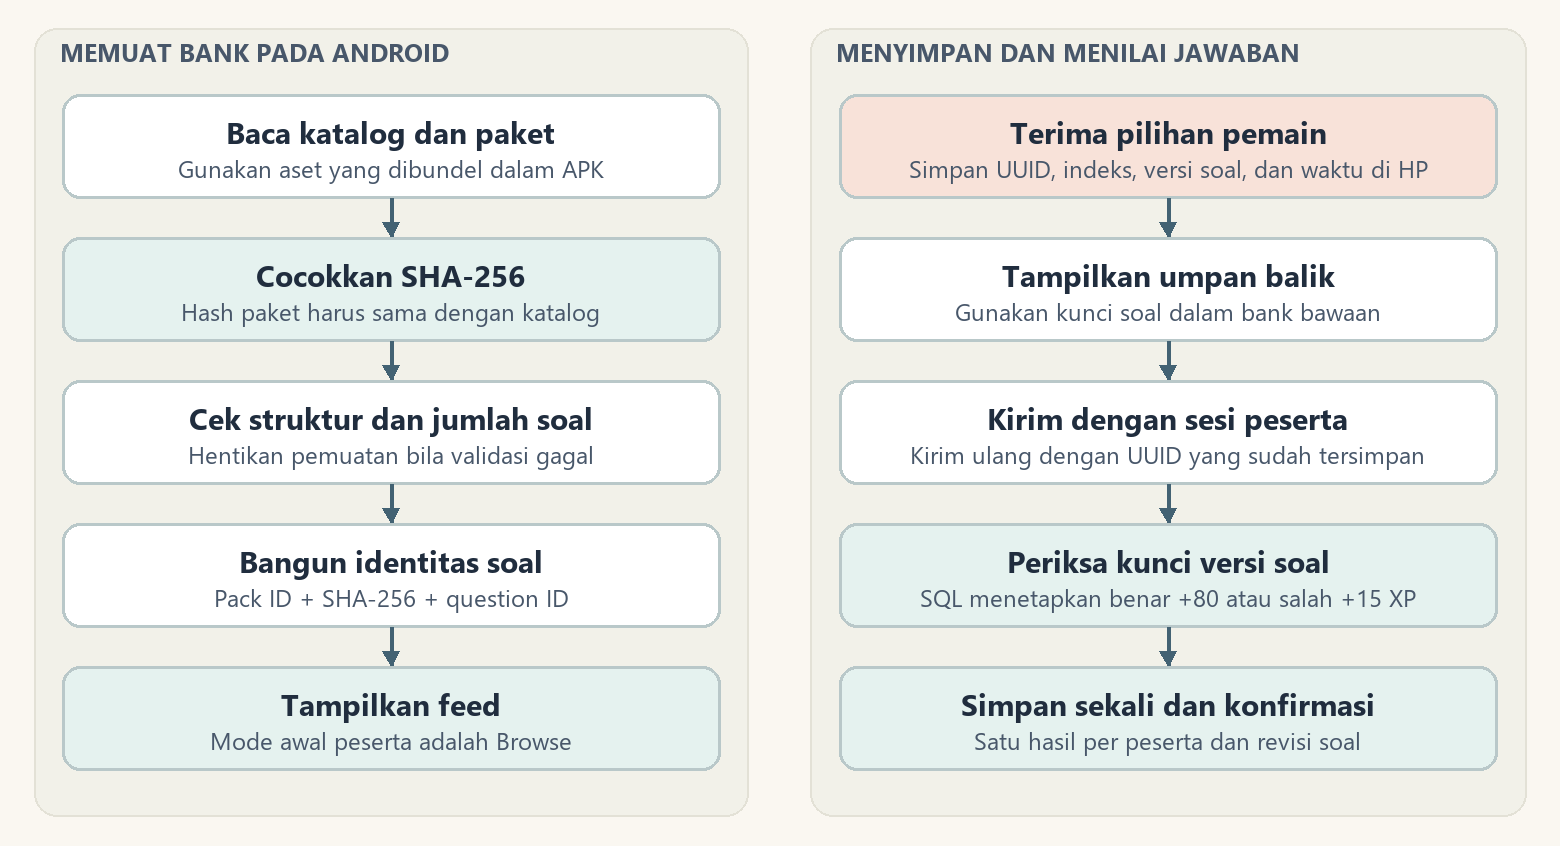 MEMUAT BANK PADA ANDROID
Baca katalog dan paket
Gunakan aset yang dibundel dalam APK
Cocokkan SHA-256
Hash paket harus sama dengan katalog
Cek struktur dan jumlah soal
Hentikan pemuatan bila validasi gagal
Bangun identitas soal
Pack ID + SHA-256 + question ID
Tampilkan feed
Mode awal peserta adalah Browse
MENYIMPAN DAN MENILAI JAWABAN
Terima pilihan pemain
Simpan UUID, indeks, versi soal, dan waktu di HP
Tampilkan umpan balik
Gunakan kunci soal dalam bank bawaan
Kirim dengan sesi peserta
Kirim ulang dengan UUID yang sudah tersimpan
Periksa kunci versi soal
SQL menetapkan benar +80 atau salah +15 XP
Simpan sekali dan konfirmasi
Satu hasil per peserta dan revisi soal